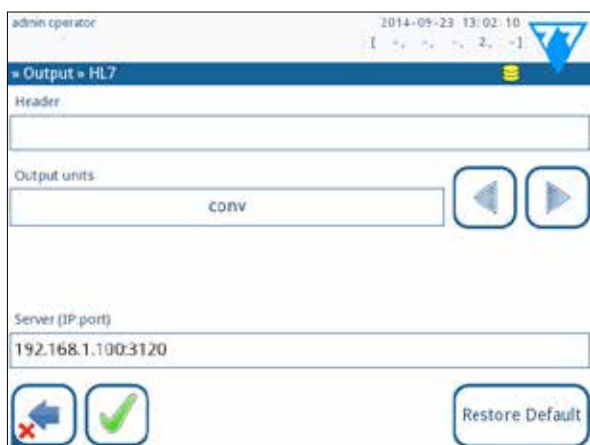 admin operator
2014-09-23 13:02:10
[ -, -, -, 2, -]
» Output » HL7
Header
Output units
conv
Server (IP:port)
192.168.1.100:3120
Restore Default